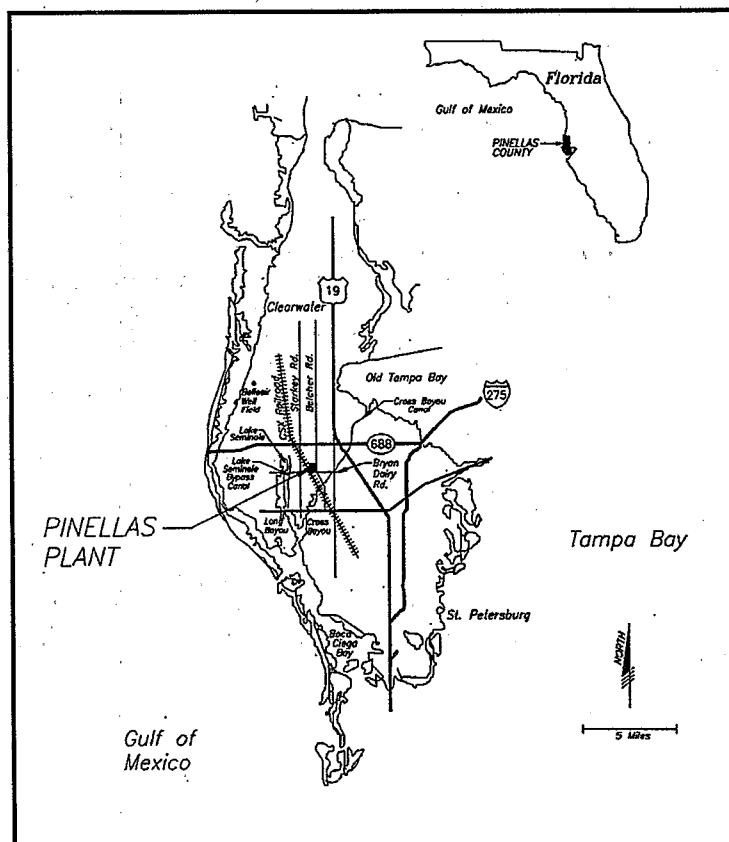 Florida
Gulf of Mexico
PINELLAS
COUNTY
19
Clearwater
CSX Railroad
Starkey Rd.
Belcher Rd.
Old Tampa Bay
275
Belleair
Well
Field
Cross Bayou
Canal
Lake
Seminole
688
Lake
Seminole
Bypass
Canal
Bryan
Dairy
Rd.
PINELLAS
PLANT
Long
Bayou
Cross
Bayou
Tampa Bay
St. Petersburg
Boca
Ciega
Bay
NORTH
5 Miles
Gulf of
Mexico